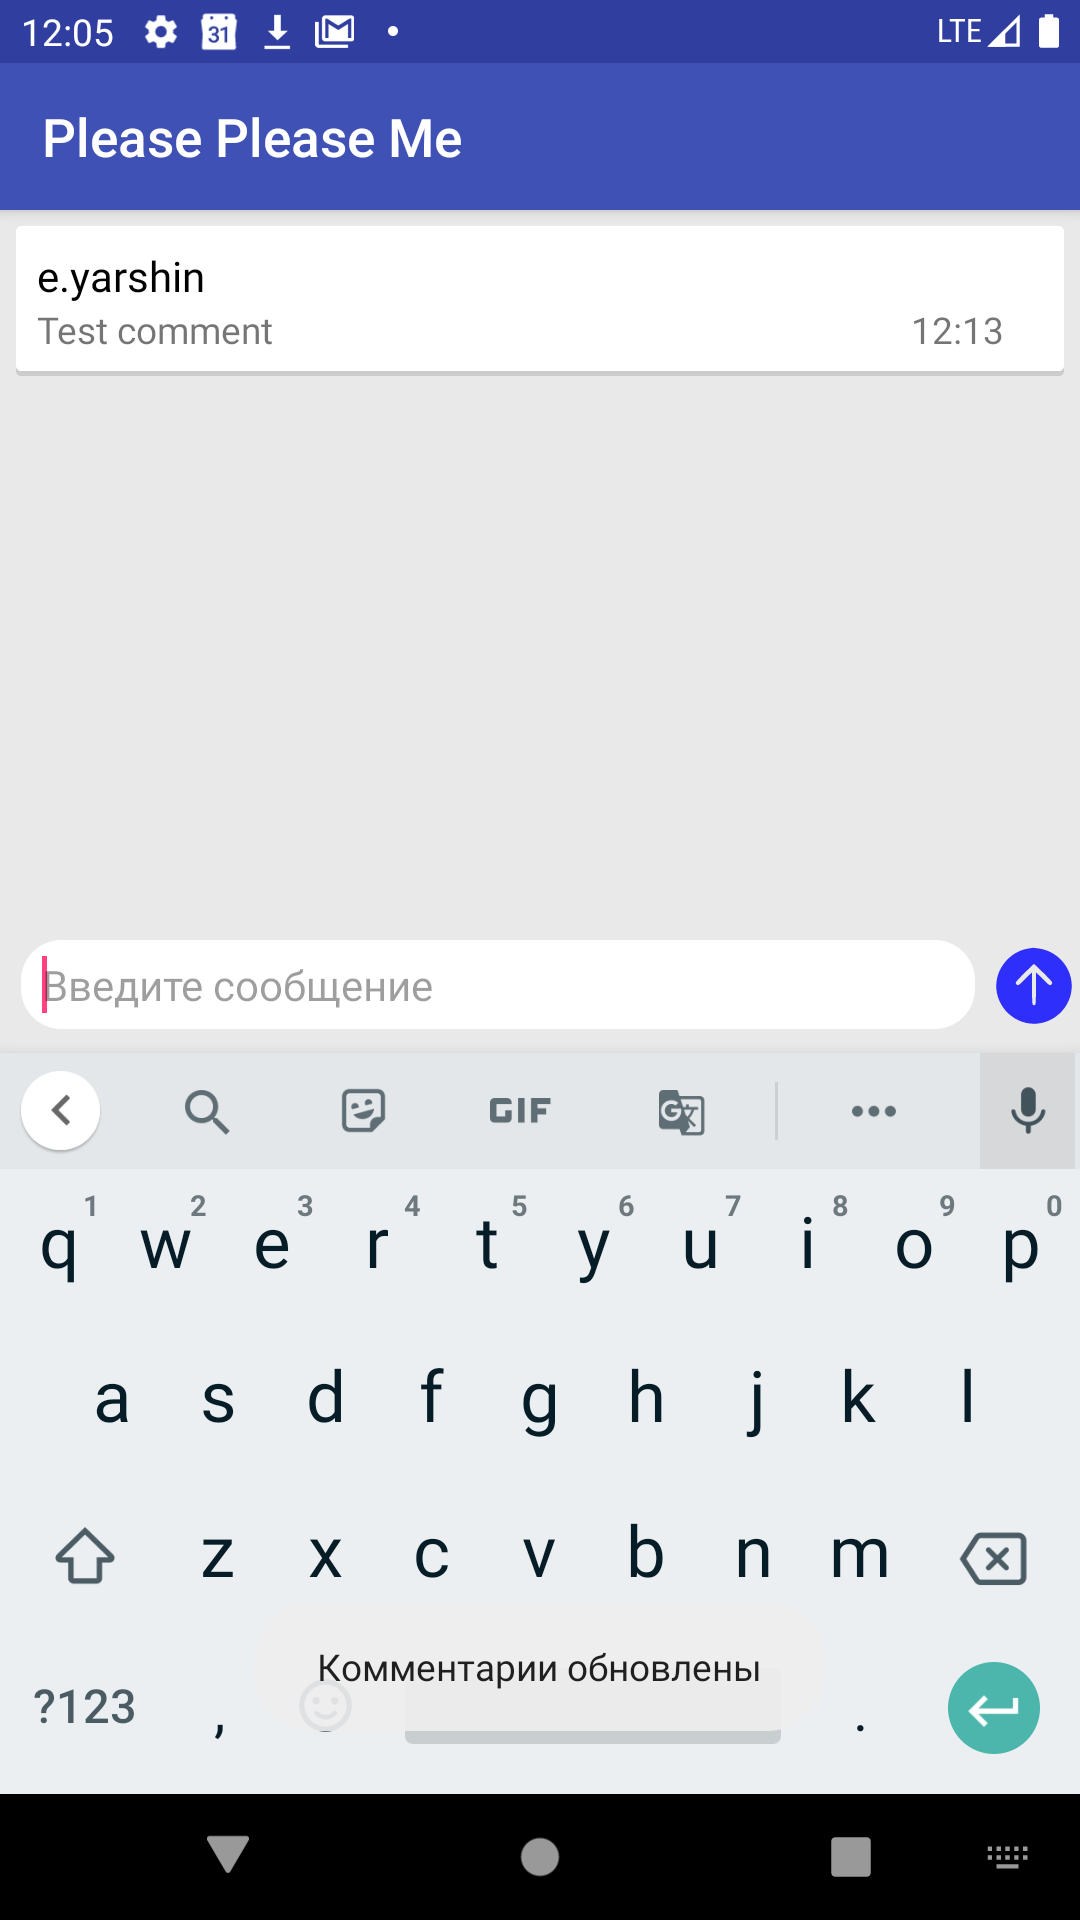 12:05 31 LTE
Please Please Me
e.yarshin
Test comment 12:13
Введите сообщение
GIF G
1 2 3 4 5 6 7 8 9 0
q w e r t y u i o p
a s d f g h j k l
z x c v b n m
Комментарии обновлены
?123 , .